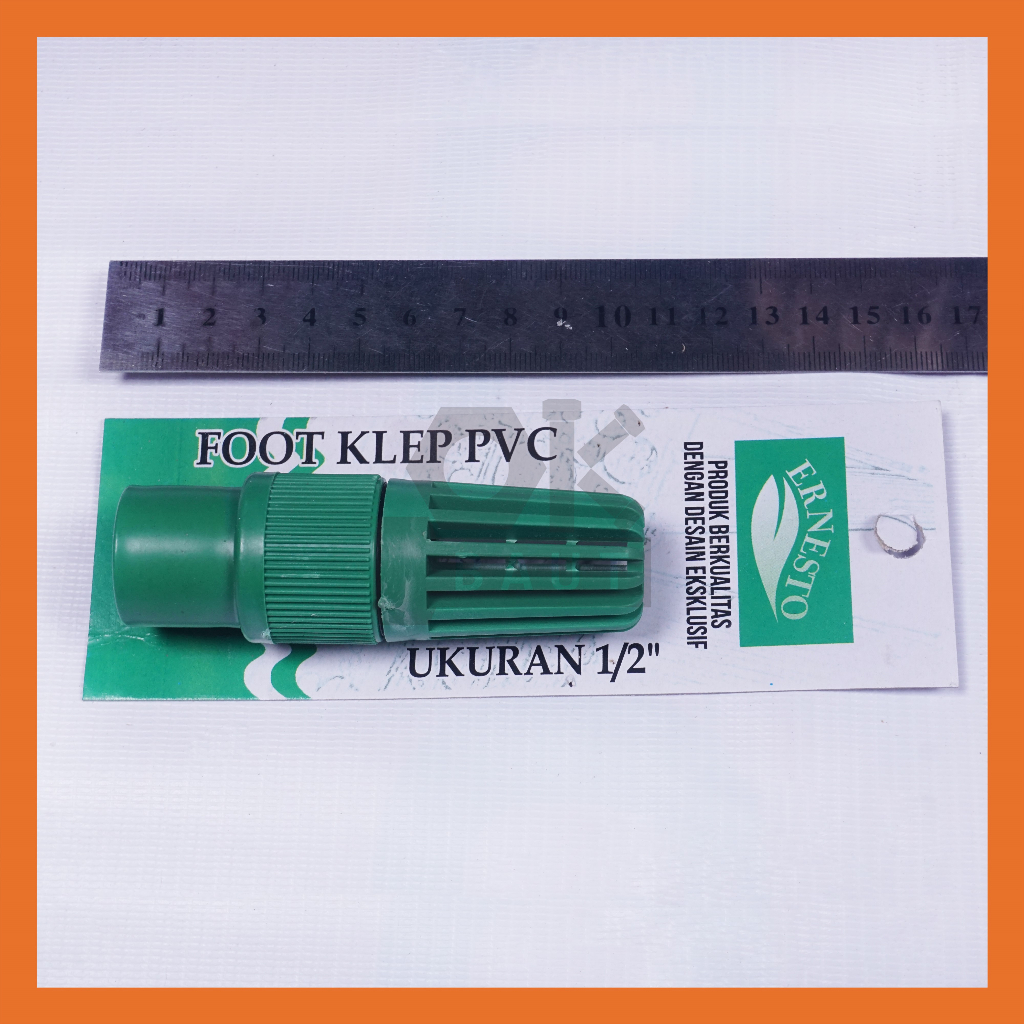 1 2 3 4 5 6 7 8 9 10 11 12 13 14 15 16 17
FOOT KLEP PVC
UKURAN 1/2"
PRODUK BERKUALITAS
DENGAN DESAIN EKSKLUSIF
ERNESTO